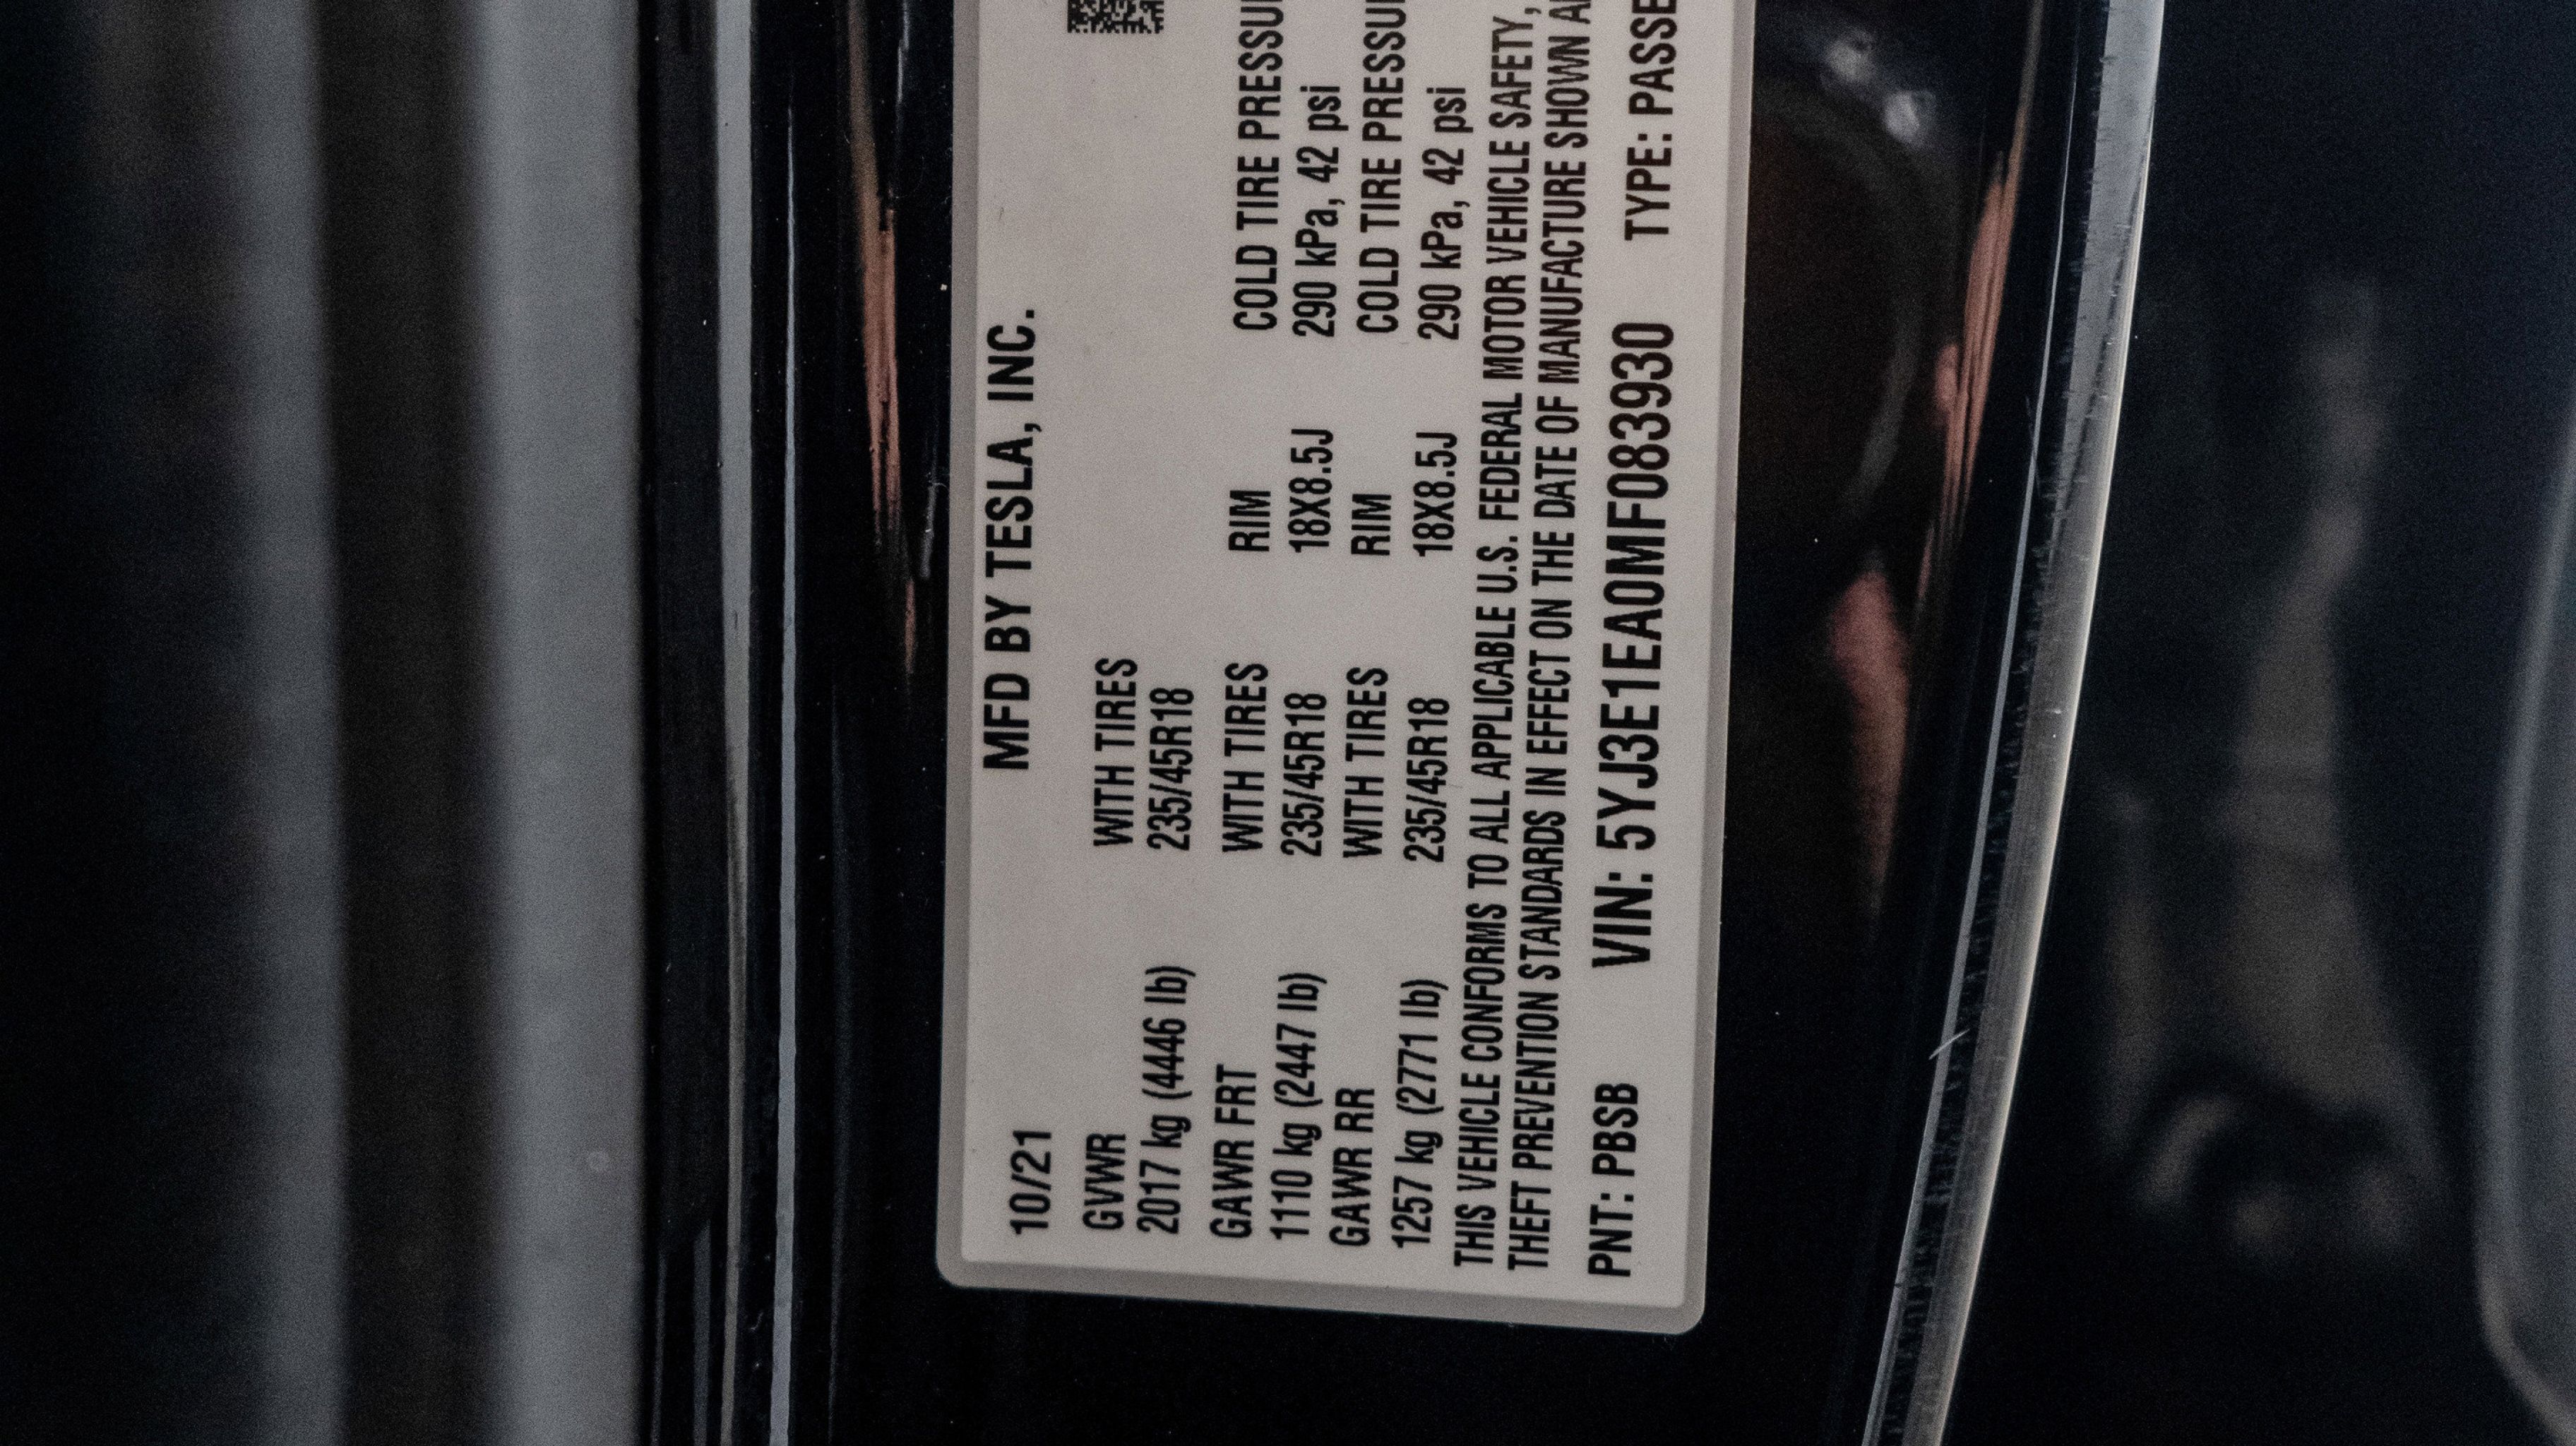 10/21 MFD BY TESLA, INC.
GVWR WITH TIRES
2017 kg (4446 lb) 235/45R18
GAWR FRT WITH TIRES RIM COLD TIRE
1110 kg (2447 lb) 235/45R18 18X8.5J 290 kPa, 42 psi
GAWR RR WITH TIRES RIM COLD TIRE
1257 kg (2771 lb) 235/45R18 18X8.5J 290 kPa, 42 psi
THIS VEHICLE CONFORMS TO ALL APPLICABLE U.S. FEDERAL MOTOR VEHICLE SAFETY,
THEFT PREVENTION STANDARDS IN EFFECT ON THE DATE OF MANUFACTURE SHOWN
PNT: PBSB VIN: 5YJ3E1EA0MF083930 TYPE: